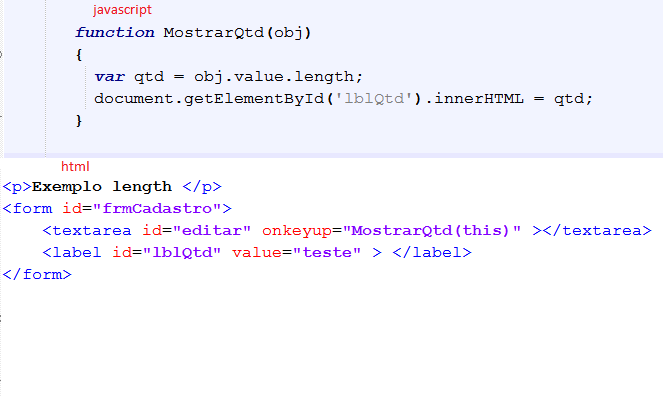 javascript
function MostrarQtd(obj)
{
var qtd = obj.value.length;
document.getElementById('lblQtd').innerHTML = qtd;
}
html
<p>Exemplo length </p>
<form id="frmCadastro">
<textarea id="editar" onkeyup="MostrarQtd(this)" ></textarea>
<label id="lblQtd" value="teste" > </label>
</form>